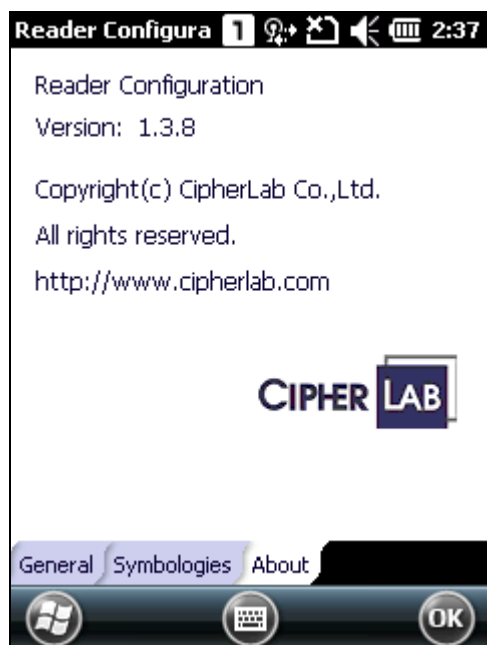 Reader Configura 1 2:37
Reader Configuration
Version: 1.3.8
Copyright(c) CipherLab Co.,Ltd.
All rights reserved.
http://www.cipherlab.com
CIPHER LAB
General Symbologies About
OK